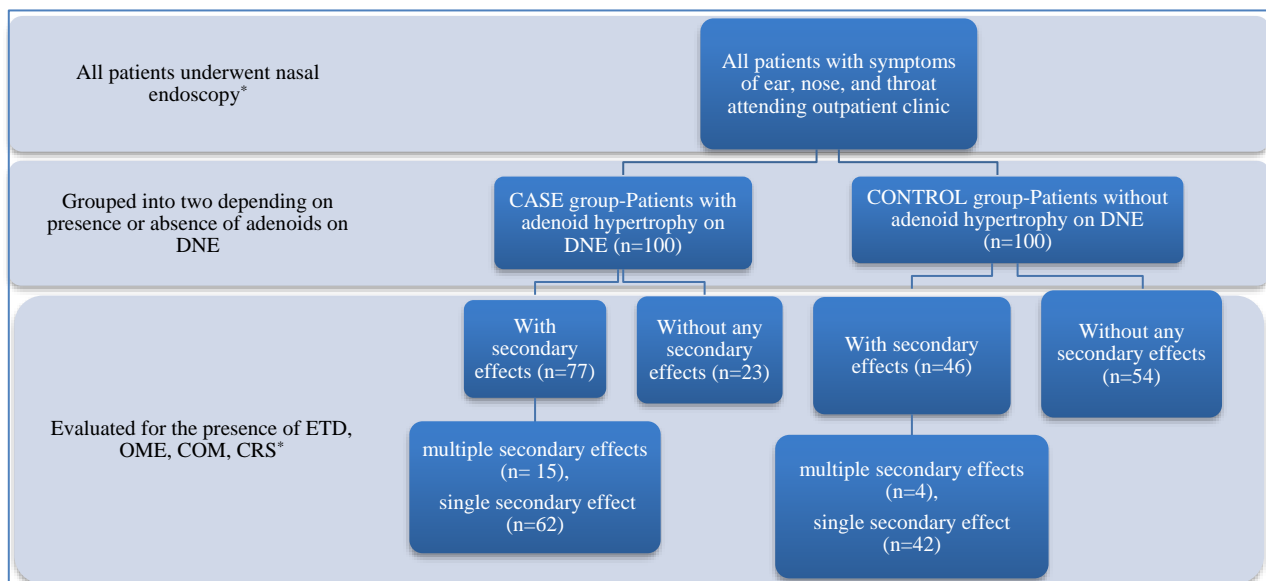 All patients underwent nasal
endoscopy*
All patients with symptoms
of ear, nose, and throat
attending outpatient clinic
Grouped into two depending on
presence or absence of adenoids on
DNE
CASE group-Patients with
adenoid hypertrophy on
DNE (n=100)
CONTROL group-Patients without
adenoid hypertrophy on DNE
(n=100)
With
secondary
effects (n=77)
Without any
secondary
effects (n=23)
With secondary
effects (n=46)
Without any
secondary effects
(n=54)
Evaluated for the presence of ETD,
OME, COM, CRS*
multiple secondary effects
(n= 15),
single secondary effect
(n=62)
multiple secondary effects
(n=4),
single secondary effect
(n=42)